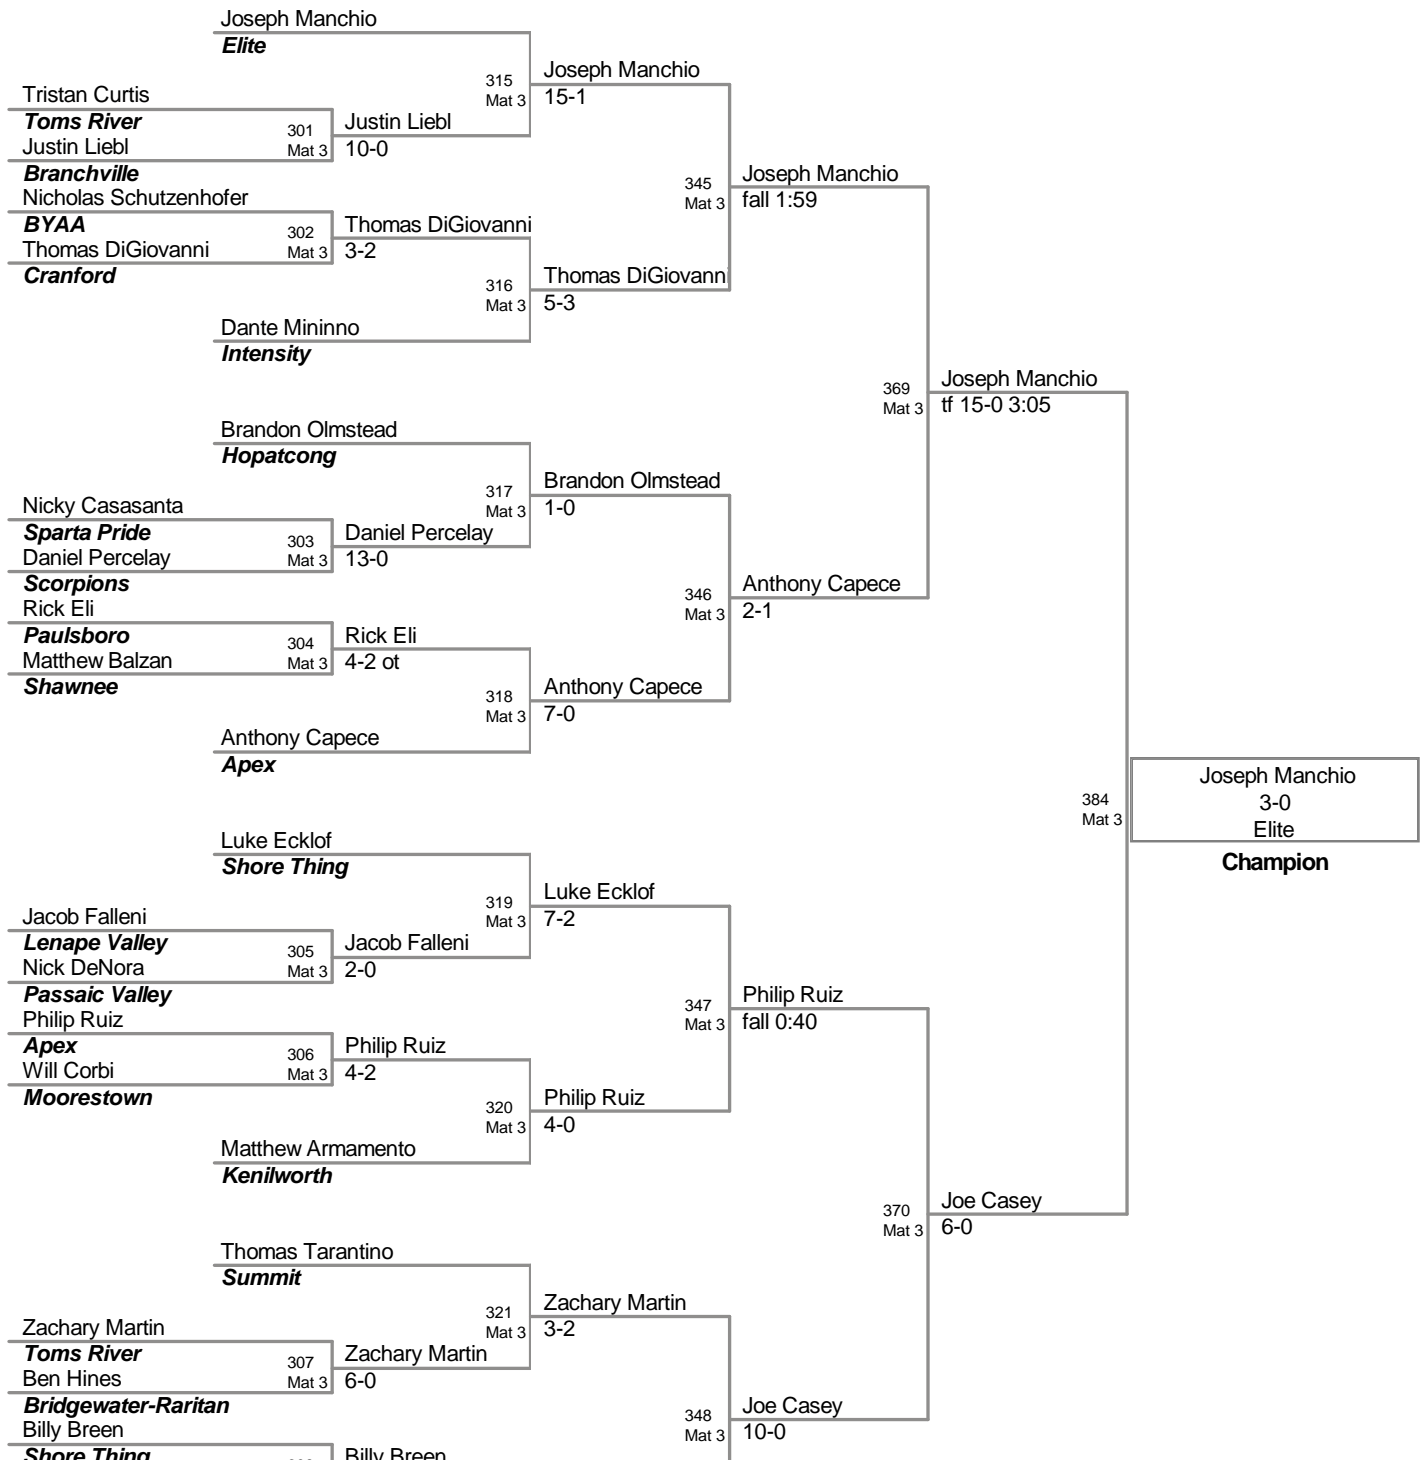 Joseph Manchio
Elite
315
Mat 3
Joseph Manchio
15-1
Tristan Curtis
Toms River
301
Mat 3
Justin Liebl
10-0
Justin Liebl
Branchville
345
Mat 3
Joseph Manchio
fall 1:59
Nicholas Schutzenhofer
BYAA
302
Mat 3
Thomas DiGiovanni
3-2
Thomas DiGiovanni
Cranford
316
Mat 3
Thomas DiGiovann
5-3
Dante Mininno
Intensity
369
Mat 3
Joseph Manchio
tf 15-0 3:05
Brandon Olmstead
Hopatcong
317
Mat 3
Brandon Olmstead
1-0
Nicky Casasanta
Sparta Pride
303
Mat 3
Daniel Percelay
13-0
Daniel Percelay
Scorpions
346
Mat 3
Anthony Capece
2-1
Rick Eli
Paulsboro
304
Mat 3
Rick Eli
4-2 ot
Matthew Balzan
Shawnee
318
Mat 3
Anthony Capece
7-0
Anthony Capece
Apex
384
Mat 3
Joseph Manchio
3-0
Elite
Champion
Luke Ecklof
Shore Thing
319
Mat 3
Luke Ecklof
7-2
Jacob Falleni
Lenape Valley
305
Mat 3
Jacob Falleni
2-0
Nick DeNora
Passaic Valley
347
Mat 3
Philip Ruiz
fall 0:40
Philip Ruiz
Apex
306
Mat 3
Philip Ruiz
4-2
Will Corbi
Moorestown
320
Mat 3
Philip Ruiz
4-0
Matthew Armamento
Kenilworth
370
Mat 3
Joe Casey
6-0
Thomas Tarantino
Summit
321
Mat 3
Zachary Martin
3-2
Zachary Martin
Toms River
307
Mat 3
Zachary Martin
6-0
Ben Hines
Bridgewater-Raritan
348
Mat 3
Joe Casey
10-0
Billy Breen
Shore Thing
Billy Breen